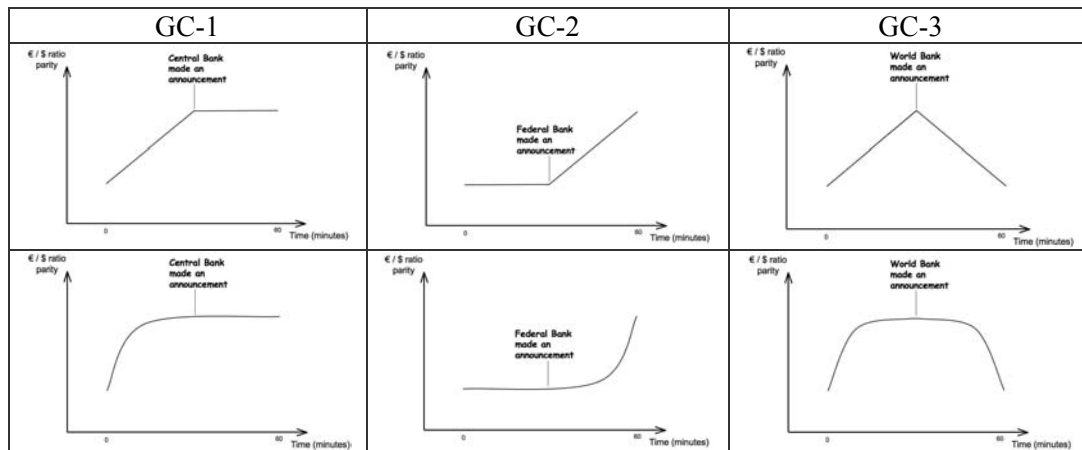 GC-1
GC-2
GC-3
€ / $ ratio
parity
Central Bank
made an
announcement
0
60
Time (minutes)
€ / $ ratio
parity
Federal Bank
made an
announcement
0
60
Time (minutes)
€ / $ ratio
parity
World Bank
made an
announcement
0
60
Time (minutes)
€ / $ ratio
parity
Central Bank
made an
announcement
0
60
Time (minutes)
€ / $ ratio
parity
Federal Bank
made an
announcement
0
60
Time (minutes)
€ / $ ratio
parity
World Bank
made an
announcement
0
60
Time (minutes)